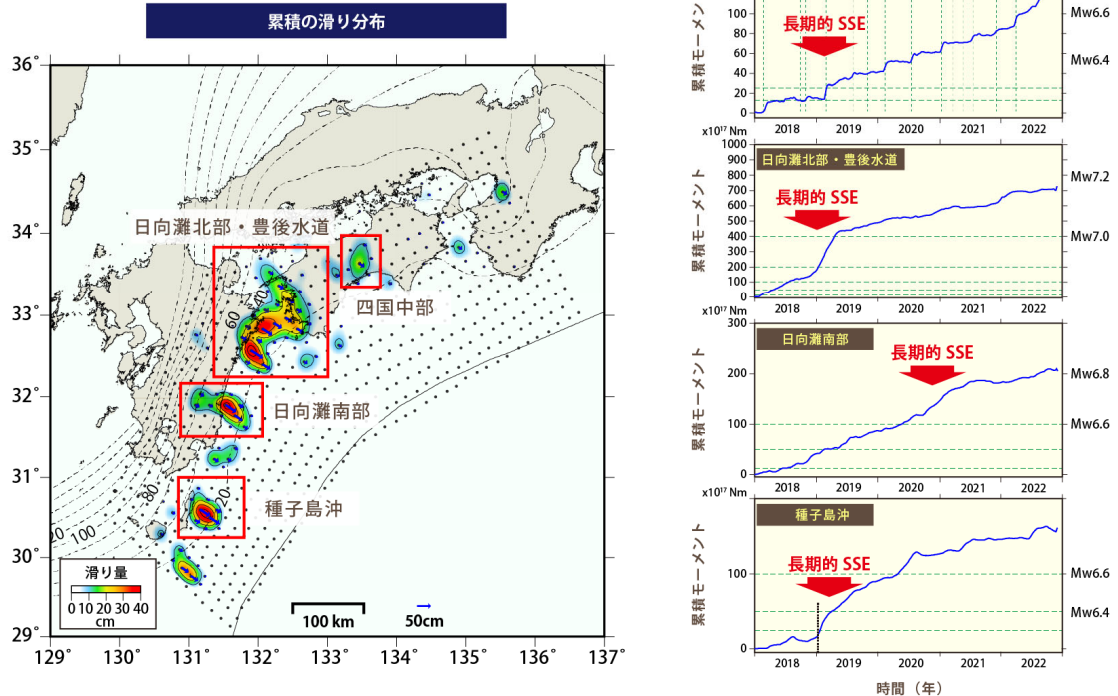 累積の滑り分布
36°
35°
34°
33°
32°
31°
30°
29°
129°
130°
131°
132°
133°
134°
135°
136°
137°
日向灘北部・豊後水道
四国中部
日向灘南部
種子島沖
40
60
80
20
20
100
滑り量
0 10 20 30 40
cm
100 km
50cm
累積モーメント
100
80
60
40
20
0
長期的 SSE
Mw6.6
Mw6.4
2018 2019 2020 2021 2022
x10¹⁷ Nm
累積モーメント
1000
900
800
700
600
500
400
300
200
100
0
日向灘北部・豊後水道
長期的 SSE
Mw7.2
Mw7.0
2018 2019 2020 2021 2022
x10¹⁷ Nm
累積モーメント
300
200
100
0
日向灘南部
長期的 SSE
Mw6.8
Mw6.6
2018 2019 2020 2021 2022
x10¹⁷ Nm
累積モーメント
100
0
種子島沖
長期的 SSE
Mw6.6
Mw6.4
2018 2019 2020 2021 2022
時間（年）